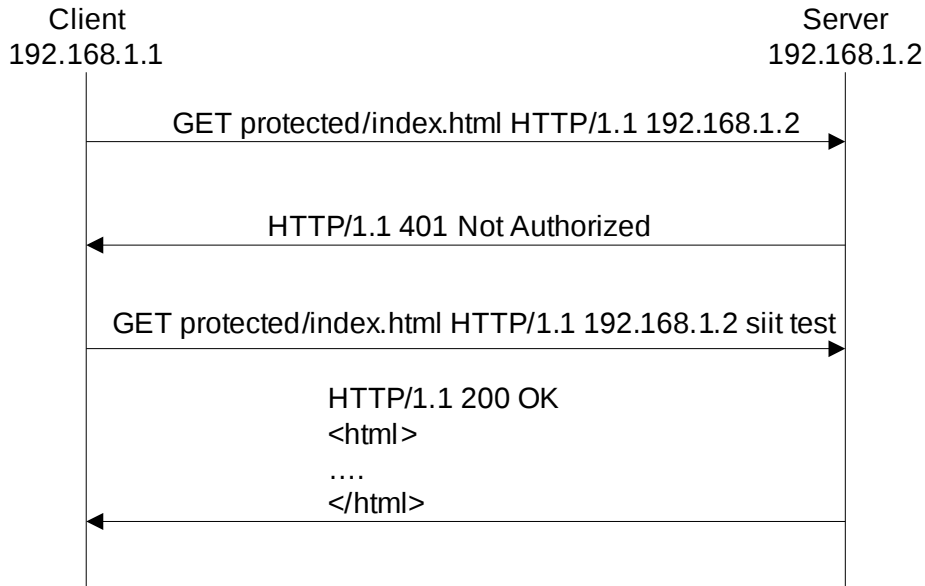 Client
192.168.1.1
Server
192.168.1.2
GET protected/index.html HTTP/1.1 192.168.1.2
HTTP/1.1 401 Not Authorized
GET protected/index.html HTTP/1.1 192.168.1.2 siit test
HTTP/1.1 200 OK
<html>
....
</html>